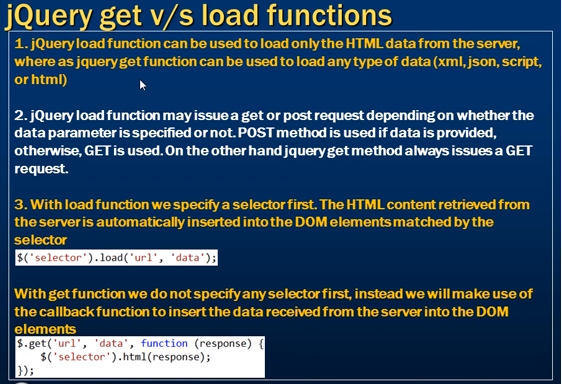 jQuery get v/s load functions
1. jQuery load function can be used to load only the HTML data from the server,
where as jquery get function can be used to load any type of data (xml, json, script,
or html)
2. jQuery load function may issue a get or post request depending on whether the
data parameter is specified or not. POST method is used if data is provided,
otherwise, GET is used. On the other hand jquery get method always issues a GET
request.
3. With load function we specify a selector first. The HTML content retrieved from
the server is automatically inserted into the DOM elements matched by the
selector
$('selector').load('url', 'data');
With get function we do not specify any selector first, instead we will make use of
the callback function to insert the data received from the server into the DOM
elements
$.get('url', 'data', function (response) {
$('selector').html(response);
});